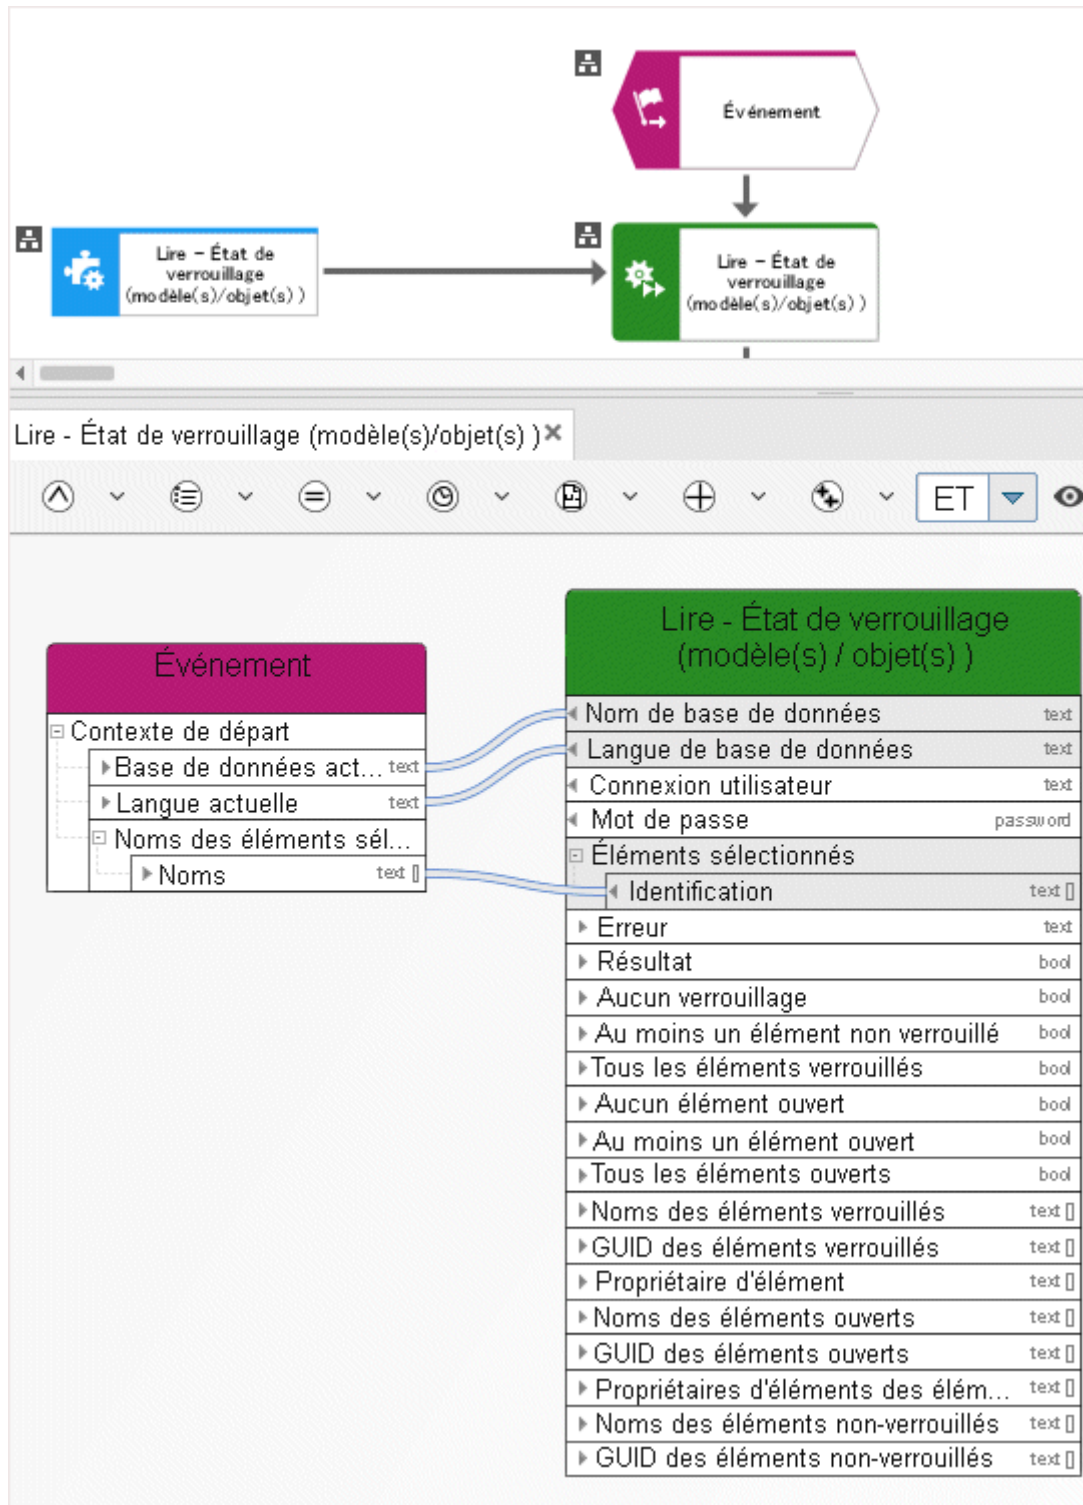 Événement
Lire - État de
verrouillage
(modèle(s)/objet(s) )
Lire - État de
verrouillage
(modèle(s)/objet(s) )
Lire - État de verrouillage (modèle(s)/objet(s) )
ET
Lire - État de verrouillage
(modèle(s) / objet(s) )
Événement
Contexte de départ
Base de données act... text
Langue actuelle text
Noms des éléments sél...
Noms text []
Nom de base de données text
Langue de base de données text
Connexion utilisateur text
Mot de passe password
Éléments sélectionnés
Identification text []
Erreur text
Résultat bool
Aucun verrouillage bool
Au moins un élément non verrouillé bool
Tous les éléments verrouillés bool
Aucun élément ouvert bool
Au moins un élément ouvert bool
Tous les éléments ouverts bool
Noms des éléments verrouillés text []
GUID des éléments verrouillés text []
Propriétaire d'élément text []
Noms des éléments ouverts text []
GUID des éléments ouverts text []
Propriétaires d'éléments des élém... text []
Noms des éléments non-verrouillés text []
GUID des éléments non-verrouillés text []